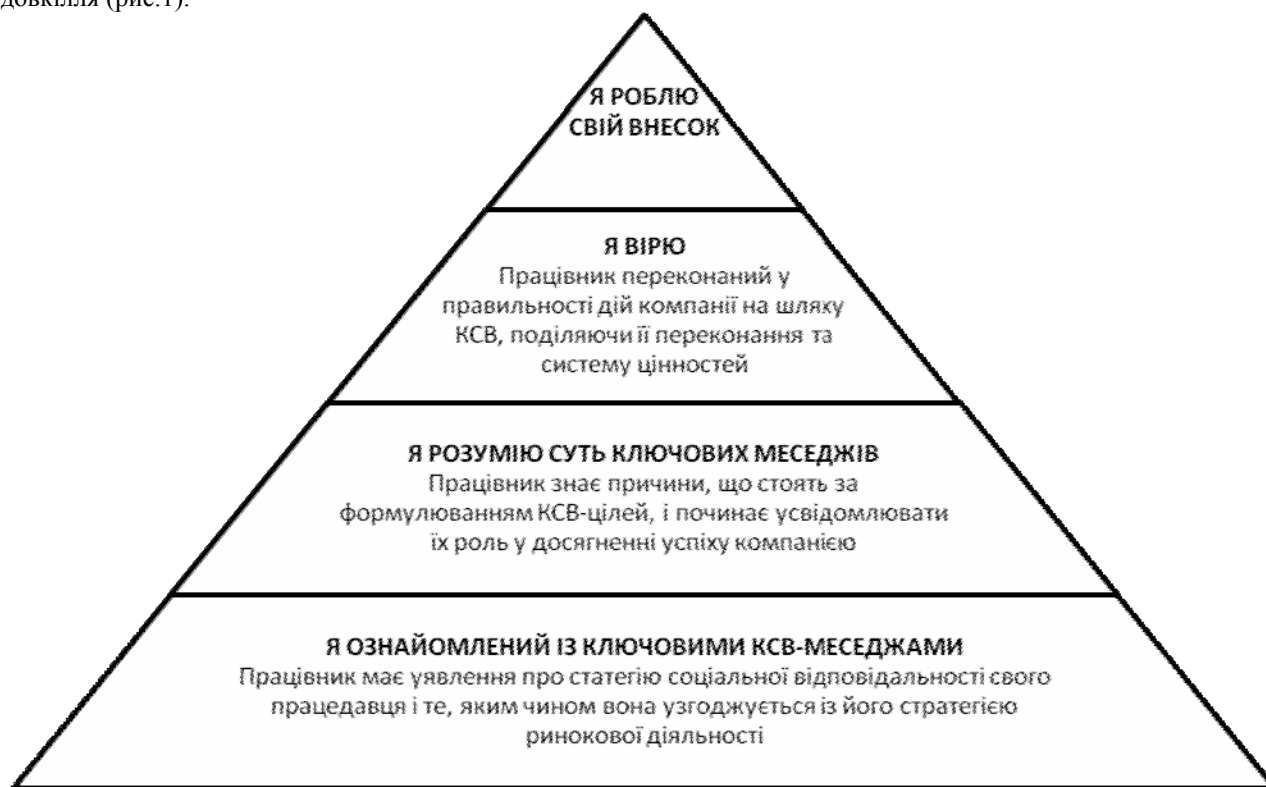 довкілля (рис.1).
Я РОБЛЮ
СВІЙ ВНЕСОК
Я ВІРЮ
Працівник переконаний у
правильності дій компанії на шляху
КСВ, поділяючи її переконання та
систему цінностей
Я РОЗУМІЮ СУТЬ КЛЮЧОВИХ МЕСЕДЖІВ
Працівник знає причини, що стоять за
формулюванням КСВ-цілей, і починає усвідомлювати
їх роль у досягненні успіху компанією
Я ОЗНАЙОМЛЕНИЙ ІЗ КЛЮЧОВИМИ КСВ-МЕСЕДЖАМИ
Працівник має уявлення про статегію соціальної відповідальності свого
працедавця і те, яким чином вона узгоджується із його стратегією
ринокової діяльності